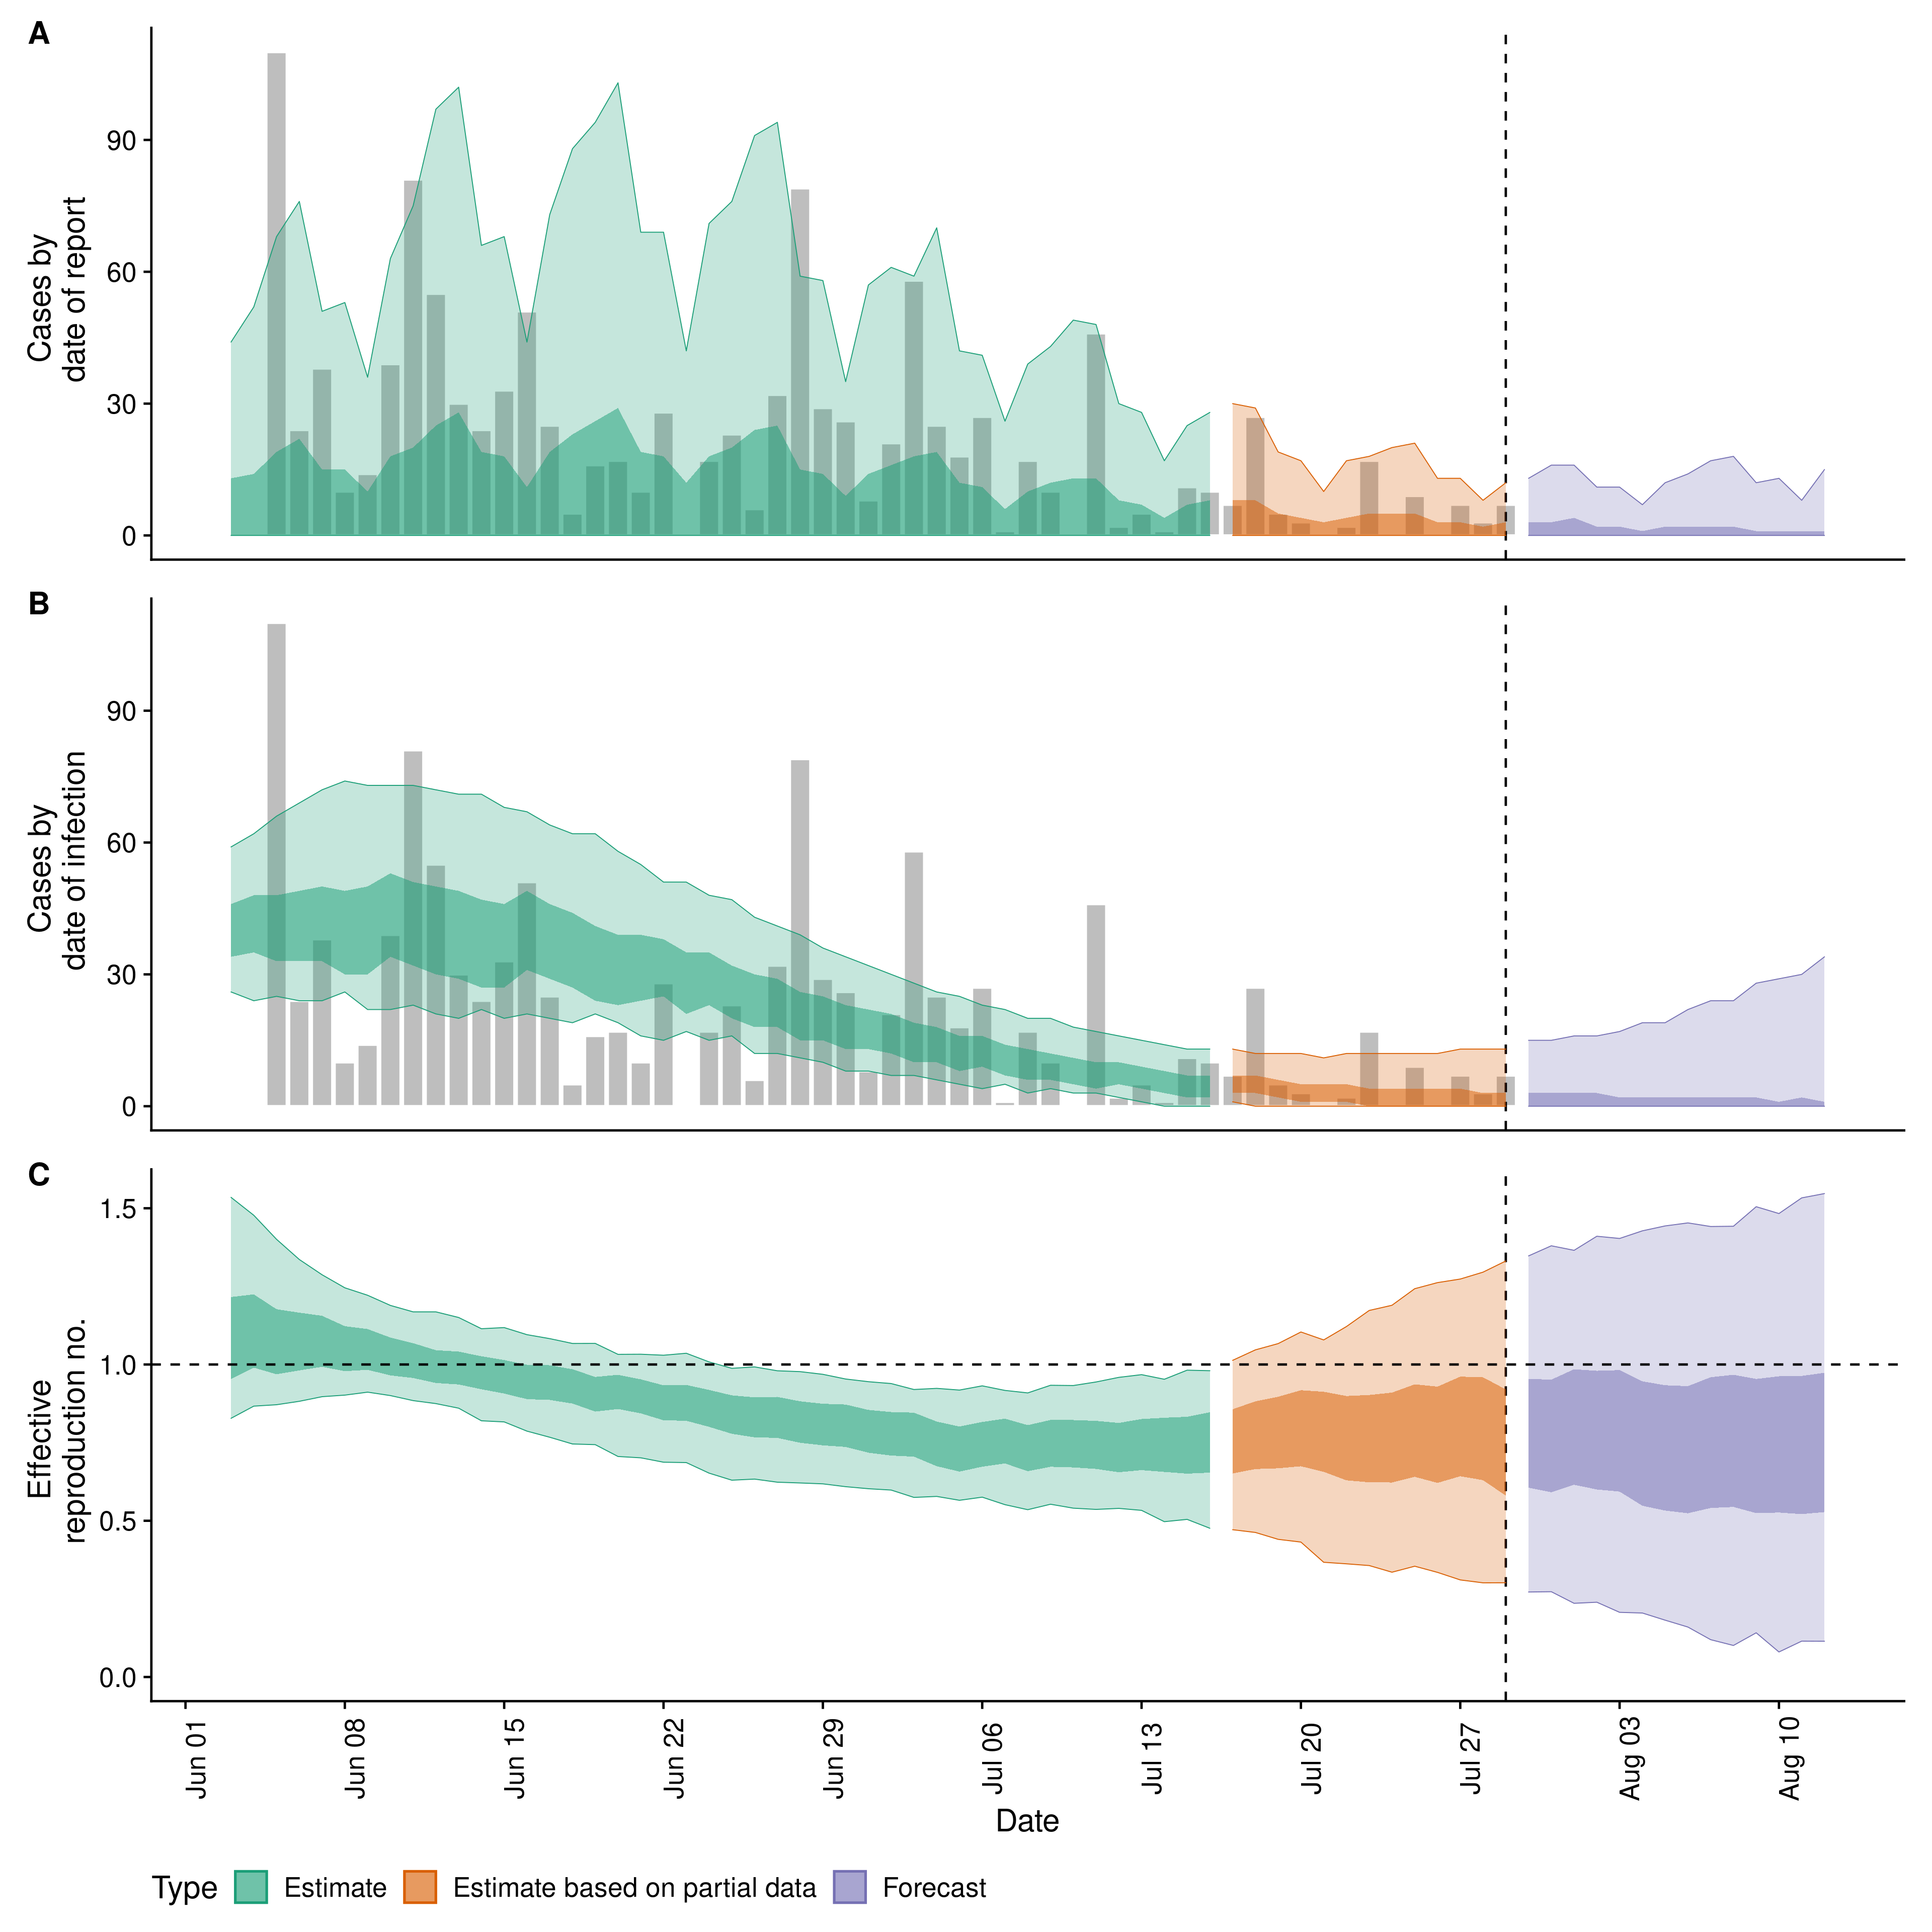 A
90
60
30
0
Cases by
date of report
B
90
60
30
0
Cases by
date of infection
C
1.5
1.0
0.5
0.0
Effective
reproduction no.
Jun 01
Jun 08
Jun 15
Jun 22
Jun 29
Jul 06
Jul 13
Jul 20
Jul 27
Aug 03
Aug 10
Date
Type Estimate Estimate based on partial data Forecast